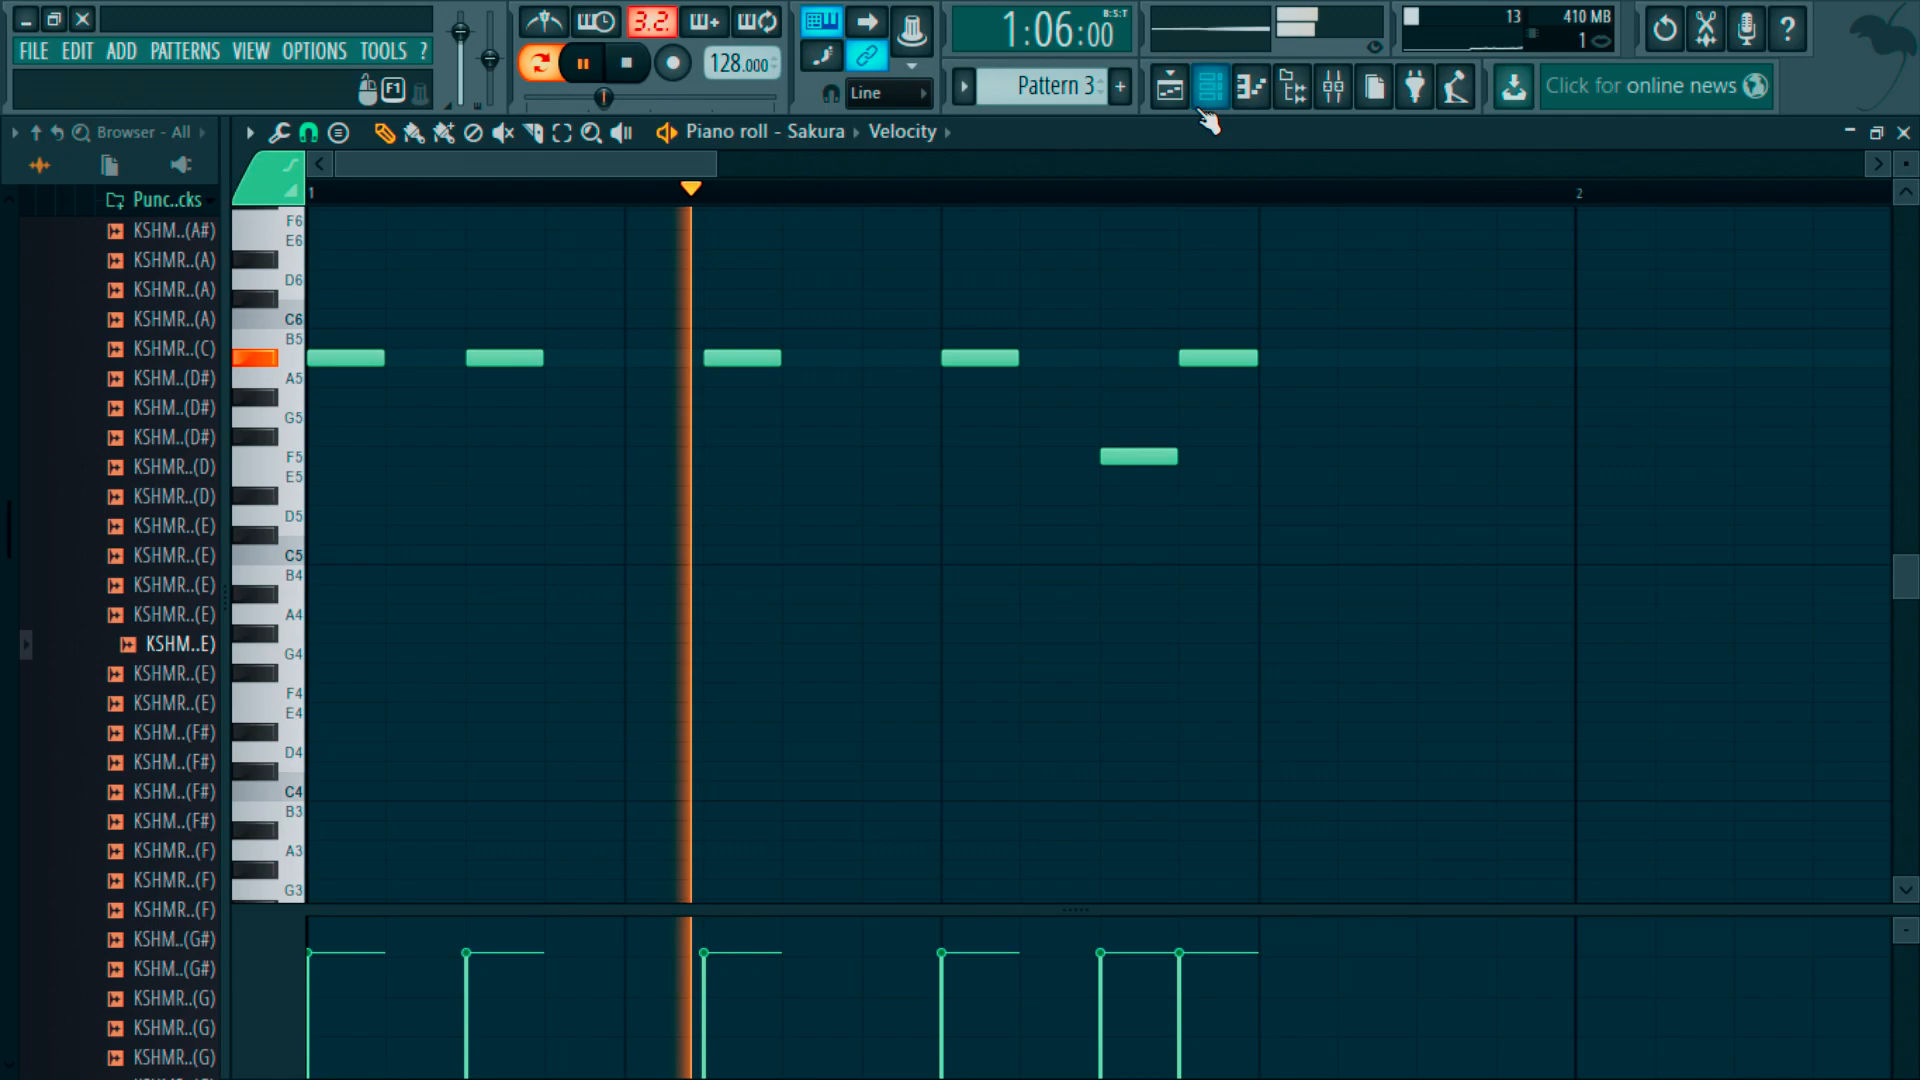 3.2.
1:06:00
B:S:T
13
410 MB
1
FILE EDIT ADD PATTERNS VIEW OPTIONS TOOLS ?
128.000
F1
Line
Pattern 3
+
Click for online news
?
Browser - All
Piano roll - Sakura
Velocity
Punc..cks
KSHM..(A#)
KSHMR..(A)
KSHMR..(A)
KSHMR..(A)
KSHMR..(C)
KSHM..(D#)
KSHM..(D#)
KSHM..(D#)
KSHMR..(D)
KSHMR..(D)
KSHMR..(E)
KSHMR..(E)
KSHMR..(E)
KSHMR..(E)
KSHM..E)
KSHMR..(E)
KSHMR..(E)
KSHM..(F#)
KSHM..(F#)
KSHM..(F#)
KSHM..(F#)
KSHMR..(F)
KSHMR..(F)
KSHMR..(F)
KSHM..(G#)
KSHM..(G#)
KSHMR..(G)
KSHMR..(G)
KSHMR..(G)
1
2
F6
E6
D6
C6
B5
A5
G5
F5
E5
D5
C5
B4
A4
G4
F4
E4
D4
C4
B3
A3
G3